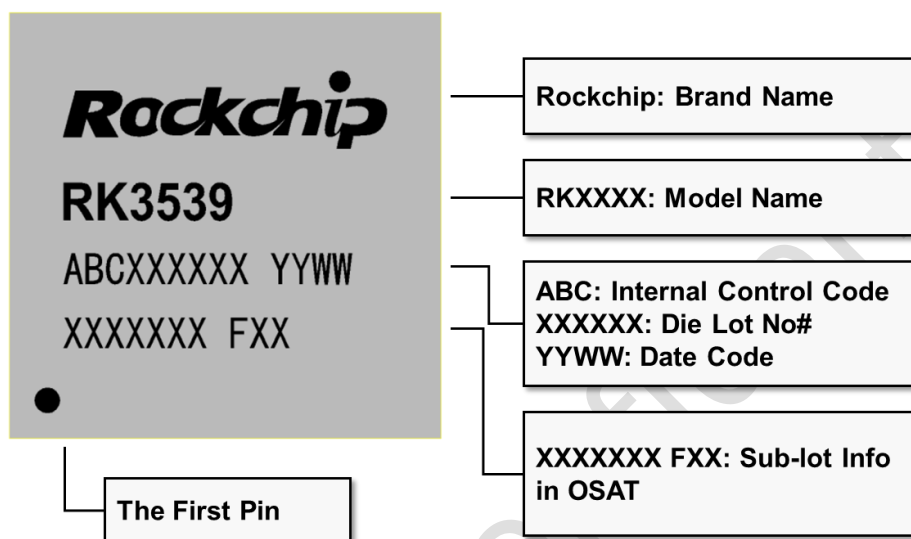 Rockchip
RK3539
ABCXXXXXX YYWW
XXXXXXX FXX
Rockchip: Brand Name
RKXXXX: Model Name
ABC: Internal Control Code
XXXXXX: Die Lot No#
YYWW: Date Code
XXXXXXX FXX: Sub-lot Info
in OSAT
The First Pin